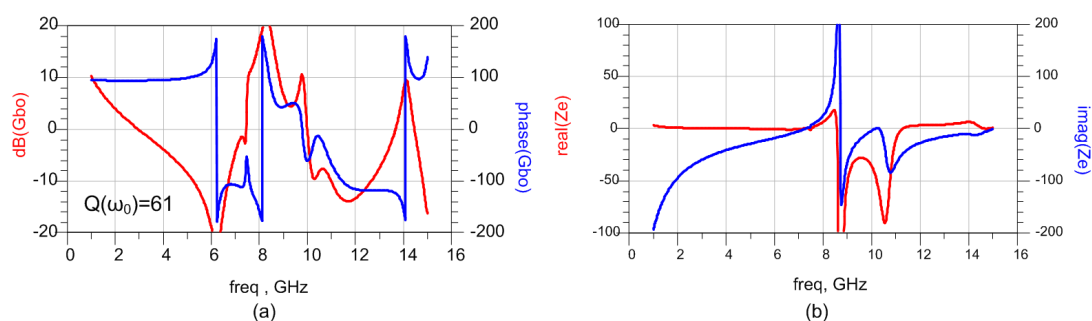 20
10
0
-10
-20
dB(Gbo)
Q(ω₀)=61
200
100
0
-100
-200
phase(Gbo)
0 2 4 6 8 10 12 14 16
freq , GHz
(a)
100
50
0
-50
-100
real(Ze)
200
100
0
-100
-200
imag(Ze)
0 2 4 6 8 10 12 14 16
freq, GHz
(b)